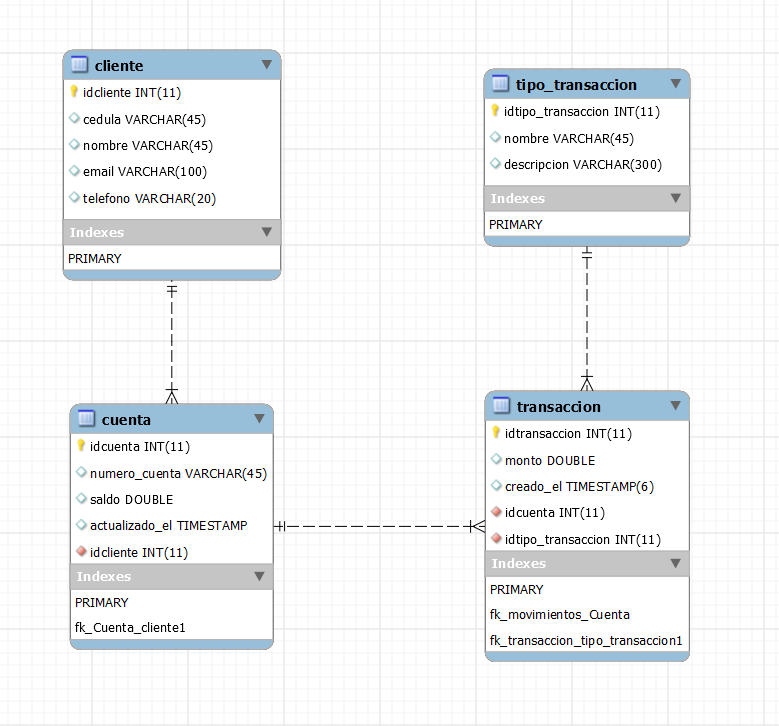 cliente
idcliente INT(11)
cedula VARCHAR(45)
nombre VARCHAR(45)
email VARCHAR(100)
telefono VARCHAR(20)
Indexes
PRIMARY
tipo_transaccion
idtipo_transaccion INT(11)
nombre VARCHAR(45)
descripcion VARCHAR(300)
Indexes
PRIMARY
cuenta
idcuenta INT(11)
numero_cuenta VARCHAR(45)
saldo DOUBLE
actualizado_el TIMESTAMP
idcliente INT(11)
Indexes
PRIMARY
fk_Cuenta_cliente1
transaccion
idtransaccion INT(11)
monto DOUBLE
creado_el TIMESTAMP(6)
idcuenta INT(11)
idtipo_transaccion INT(11)
Indexes
PRIMARY
fk_movimientos_Cuenta
fk_transaccion_tipo_transaccion1